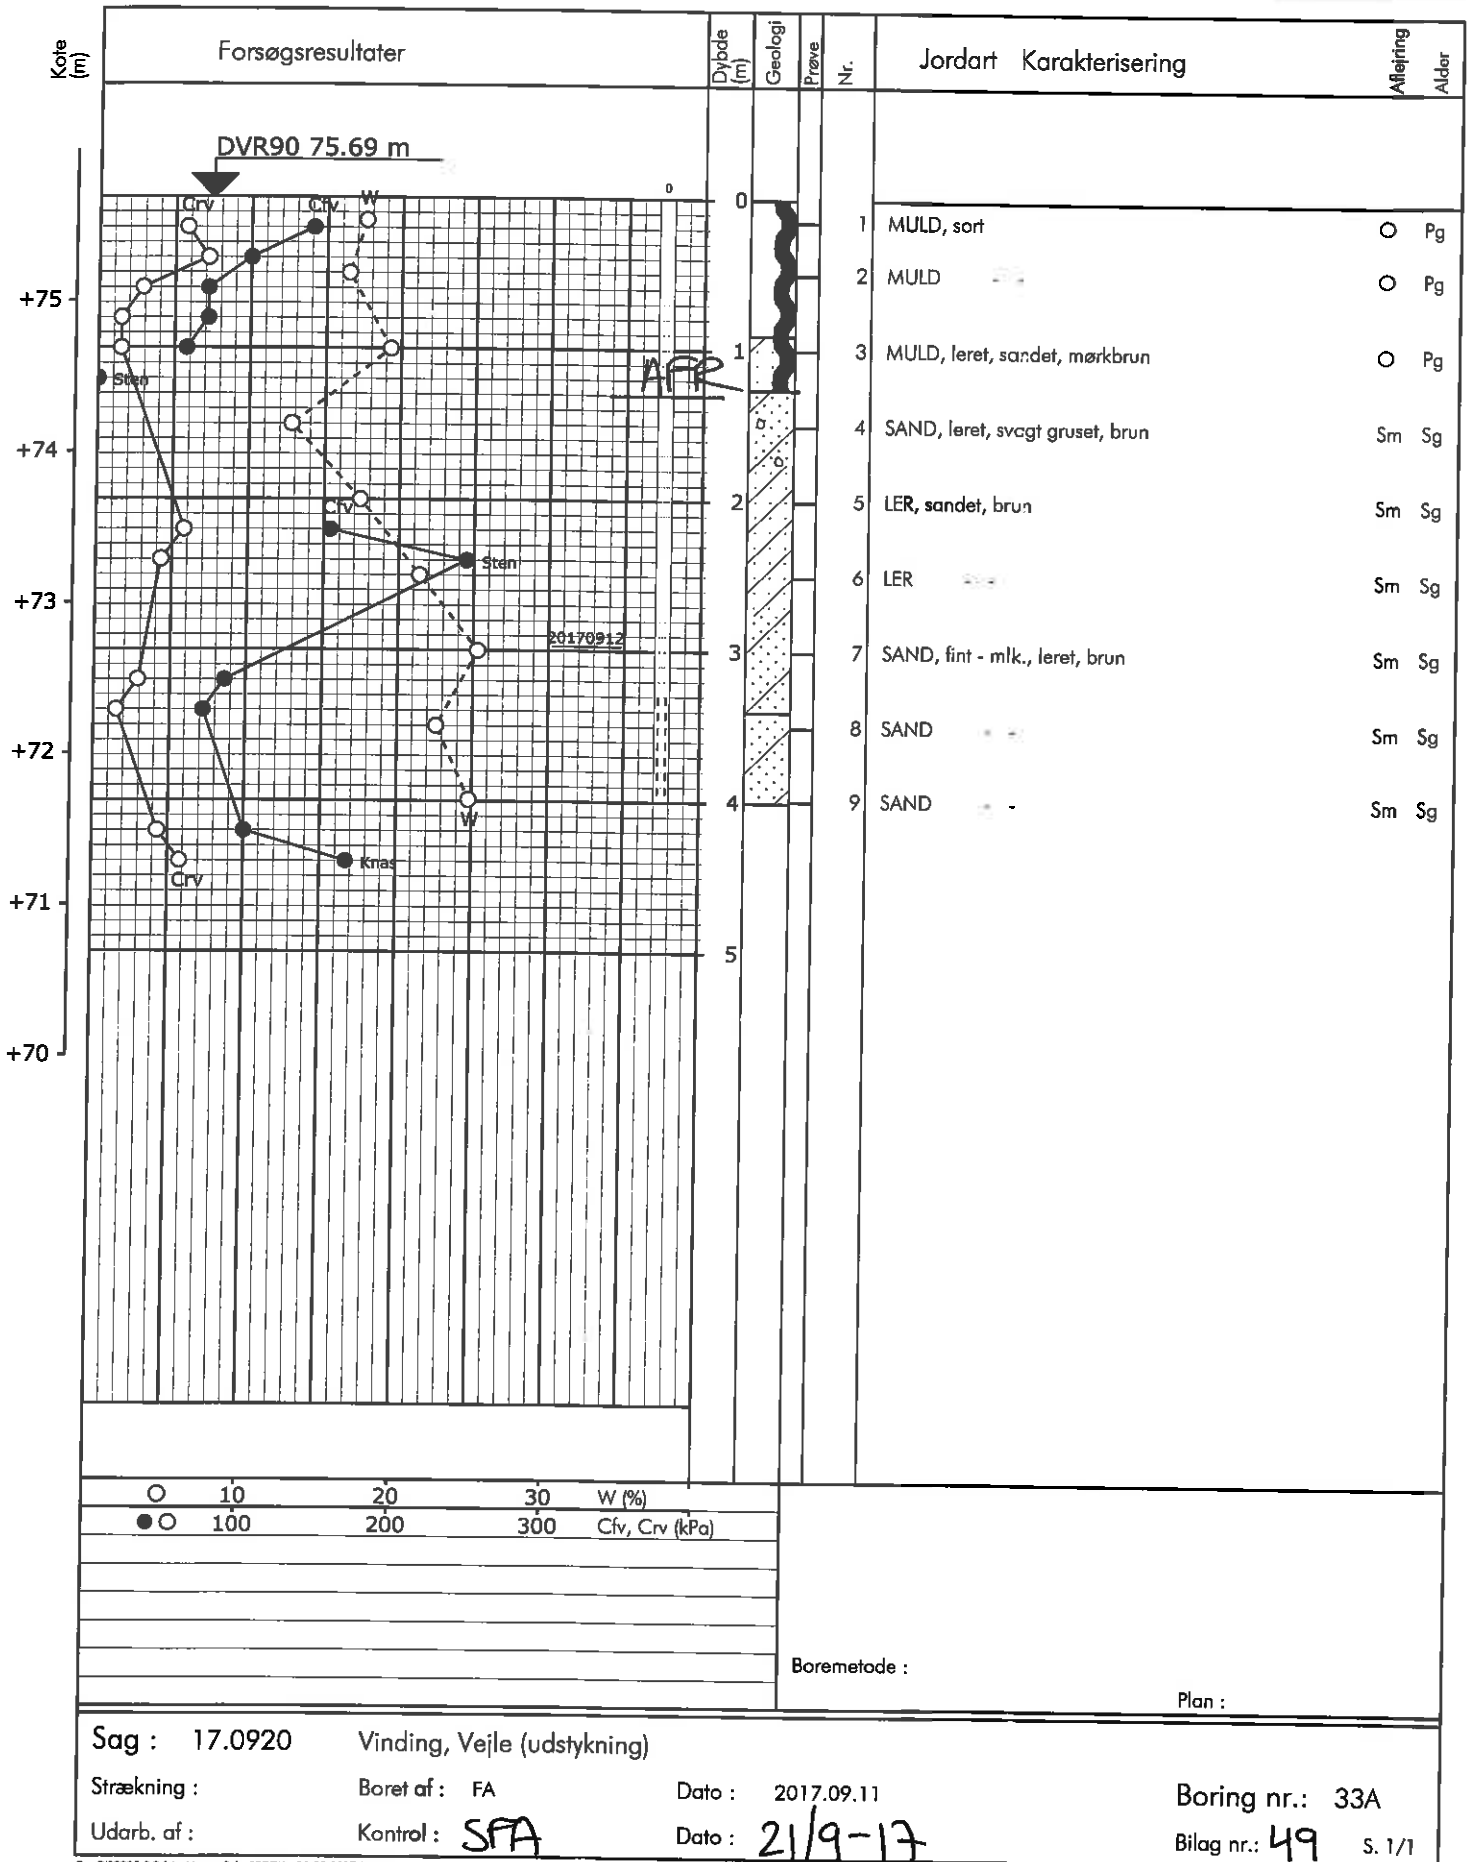 Kote (m) Forsøgsresultater Dybde (m) Geologi Prøve Nr. Jordart Karakterisering Aflejring Alder
DVR90 75.69 m
Crv Cfv W 0 0
1 MULD, sort O Pg
2 MULD - " - O Pg
+75
1 3 MULD, leret, sandet, mørkbrun O Pg
Sten AFR
+74 4 SAND, leret, svagt gruset, brun Sm Sg
Cfv 2 5 LER, sandet, brun Sm Sg
Sten
+73 6 LER - " - Sm Sg
20170912 3 7 SAND, fint - mlk., leret, brun Sm Sg
+72 8 SAND - " - Sm Sg
W 4 9 SAND - " - Sm Sg
Knas
Crv
+71
5
+70
10 20 30 W (%)
100 200 300 Cfv, Crv (kPa)
Boremetode :
Plan :
Sag : 17.0920 Vinding, Vejle (udstykning)
Strækning : Boret af : FA Dato : 2017.09.11 Boring nr.: 33A
Udarb. af : Kontrol : SFA Dato : 21/9-17 Bilag nr.: 49 S. 1/1